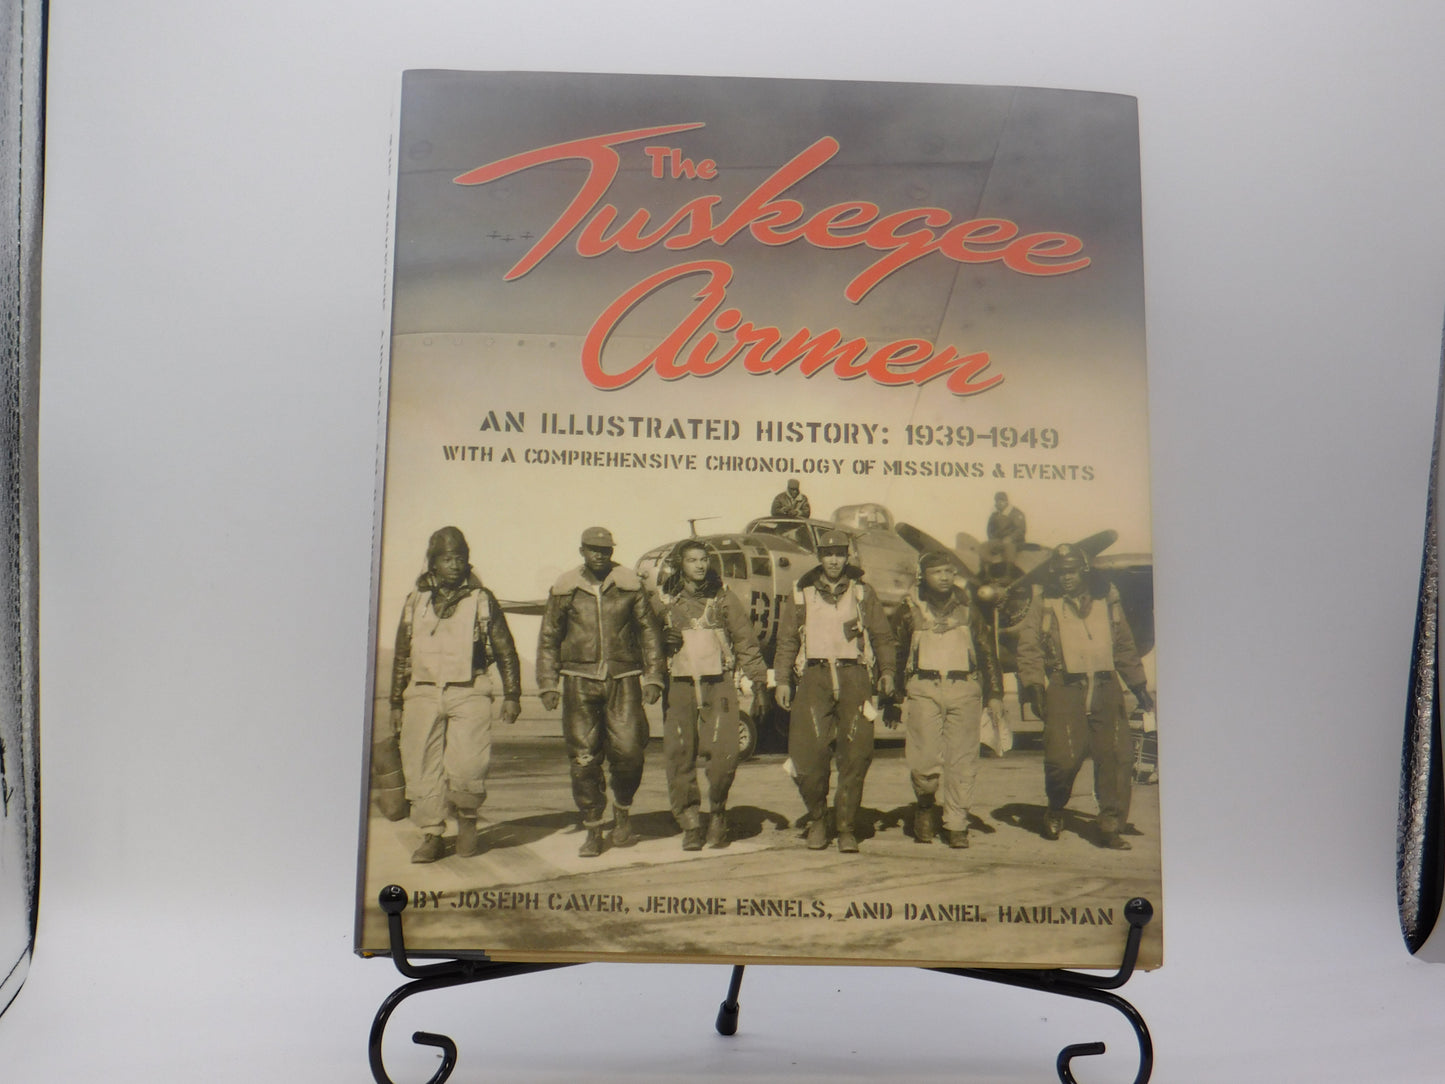 The
Tuskegee
Airmen
AN ILLUSTRATED HISTORY: 1939–1949
WITH A COMPREHENSIVE CHRONOLOGY OF MISSIONS & EVENTS
BY JOSEPH CAVER, JEROME ENNELS, AND DANIEL HAULMAN